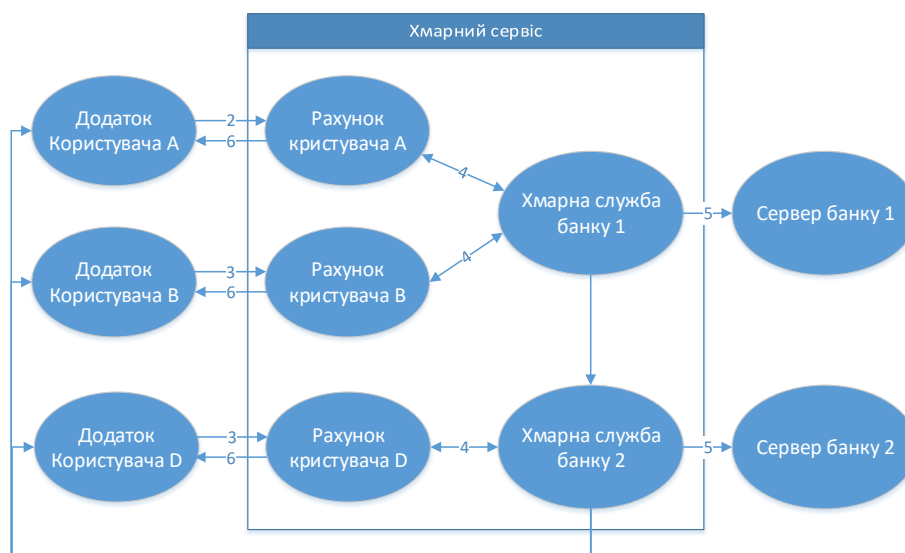 Хмарний сервіс
Додаток
Користувача А
2
6
Рахунок
кристувача А
4
Хмарна служба
банку 1
5
Сервер банку 1
Додаток
Користувача В
3
6
Рахунок
кристувача В
4
Додаток
Користувача D
3
6
Рахунок
кристувача D
4
Хмарна служба
банку 2
5
Сервер банку 2